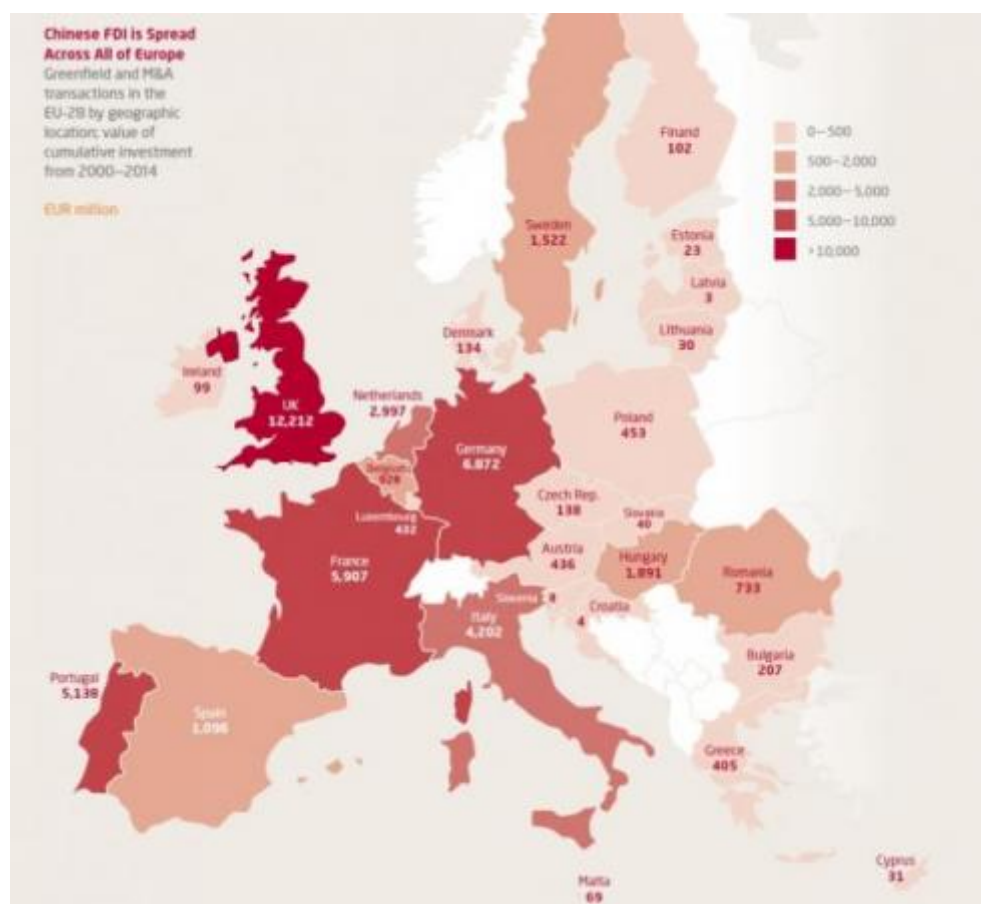 Chinese FDI is Spread
Across All of Europe
Greenfield and M&A
transactions in the
EU-28 by geographic
location; value of
cumulative investment
from 2000–2014
EUR million
0–500
500–2,000
2,000–5,000
5,000–10,000
>10,000
Finand
102
Sweden
1,522
Estonia
23
Latvia
3
Lithuania
30
Denmark
134
Ireland
99
UK
12,212
Netherlands
2,997
Germany
6,872
Poland
453
Belgium
Czech Rep.
138
Slovakia
40
Luxembourg
France
5,907
Austria
436
Hungary
1,891
Romania
733
Slovenia 8
Croatia
4
Italy
4,202
Bulgaria
207
Portugal
5,138
Spain
1,096
Greece
405
Cyprus
31
Malta
69